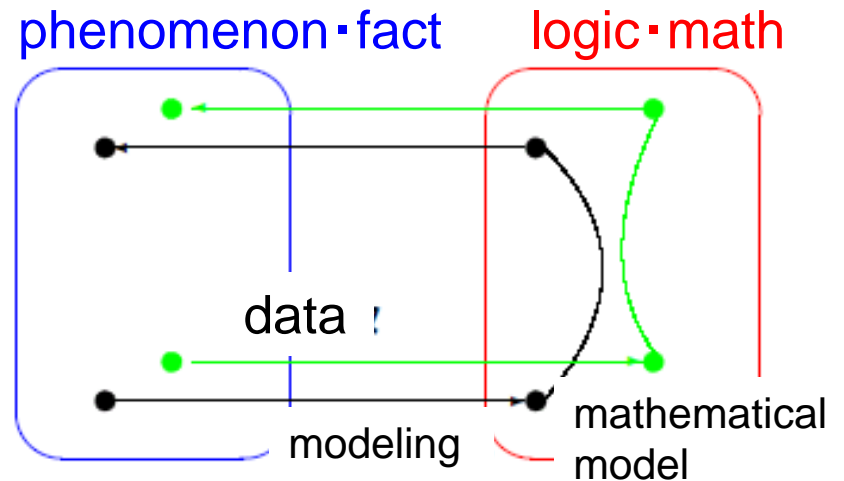 phenomenon・fact
logic・math
data
modeling
mathematical
model